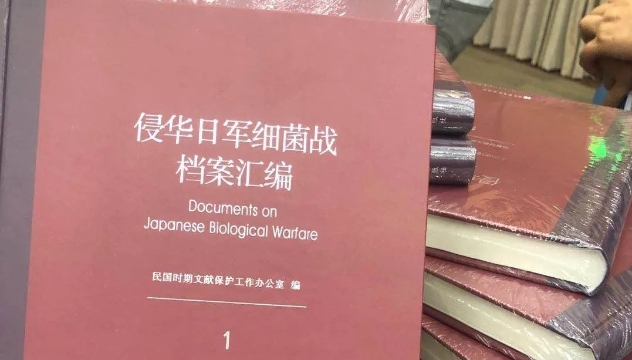 侵华日军细菌战
档案汇编
Documents on
Japanese Biological Warfare
民国时期文献保护工作办公室 编
1